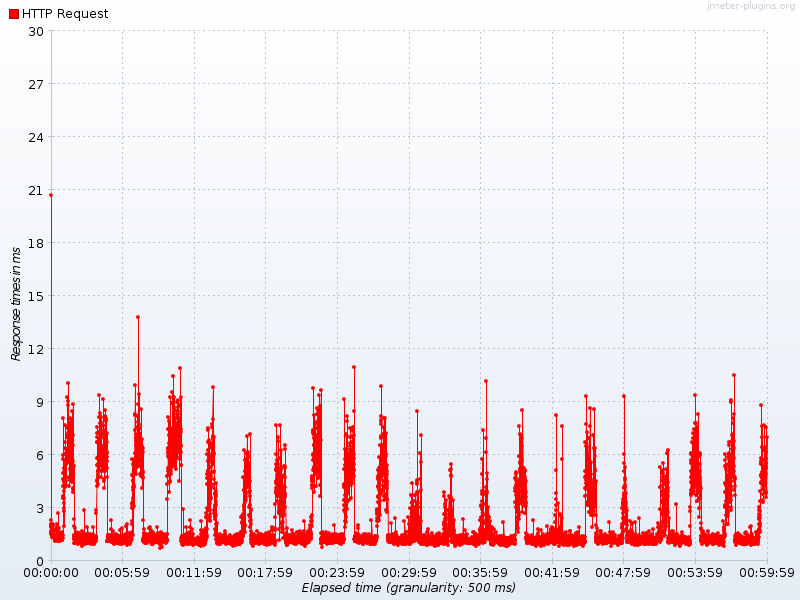 jmeter-plugins.org
HTTP Request
30
27
24
21
18
15
12
9
6
3
0
Response times in ms
00:00:00 00:05:59 00:11:59 00:17:59 00:23:59 00:29:59 00:35:59 00:41:59 00:47:59 00:53:59 00:59:59
Elapsed time (granularity: 500 ms)